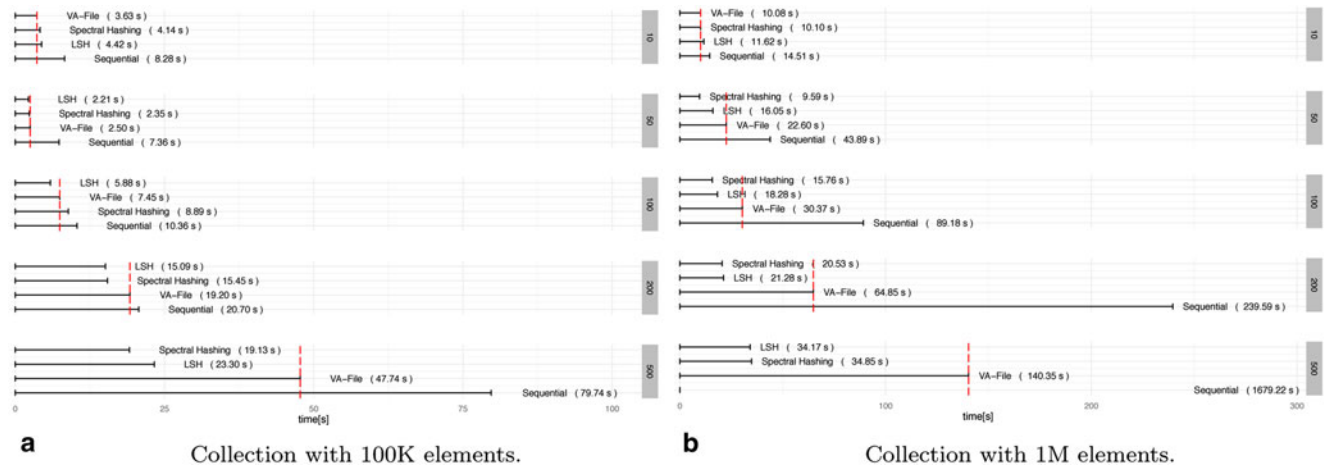 VA-File ( 3.63 s)
Spectral Hashing ( 4.14 s)
LSH ( 4.42 s)
Sequential ( 8.28 s)
10
LSH ( 2.21 s)
Spectral Hashing ( 2.35 s)
VA-File ( 2.50 s)
Sequential ( 7.36 s)
50
LSH ( 5.88 s)
VA-File ( 7.45 s)
Spectral Hashing ( 8.89 s)
Sequential ( 10.36 s)
100
LSH ( 15.09 s)
Spectral Hashing ( 15.45 s)
VA-File ( 19.20 s)
Sequential ( 20.70 s)
200
Spectral Hashing ( 19.13 s)
LSH ( 23.30 s)
VA-File ( 47.74 s)
Sequential ( 79.74 s)
500
0 25 50 75 100
time[s]
a Collection with 100K elements.
VA-File ( 10.08 s)
Spectral Hashing ( 10.10 s)
LSH ( 11.62 s)
Sequential ( 14.51 s)
10
Spectral Hashing ( 9.59 s)
LSH ( 16.05 s)
VA-File ( 22.60 s)
Sequential ( 43.89 s)
50
Spectral Hashing ( 15.76 s)
LSH ( 18.28 s)
VA-File ( 30.37 s)
Sequential ( 89.18 s)
100
Spectral Hashing ( 20.53 s)
LSH ( 21.28 s)
VA-File ( 64.85 s)
Sequential ( 239.59 s)
200
LSH ( 34.17 s)
Spectral Hashing ( 34.85 s)
VA-File ( 140.35 s)
Sequential ( 1679.22 s)
500
0 100 200 300
time[s]
b Collection with 1M elements.